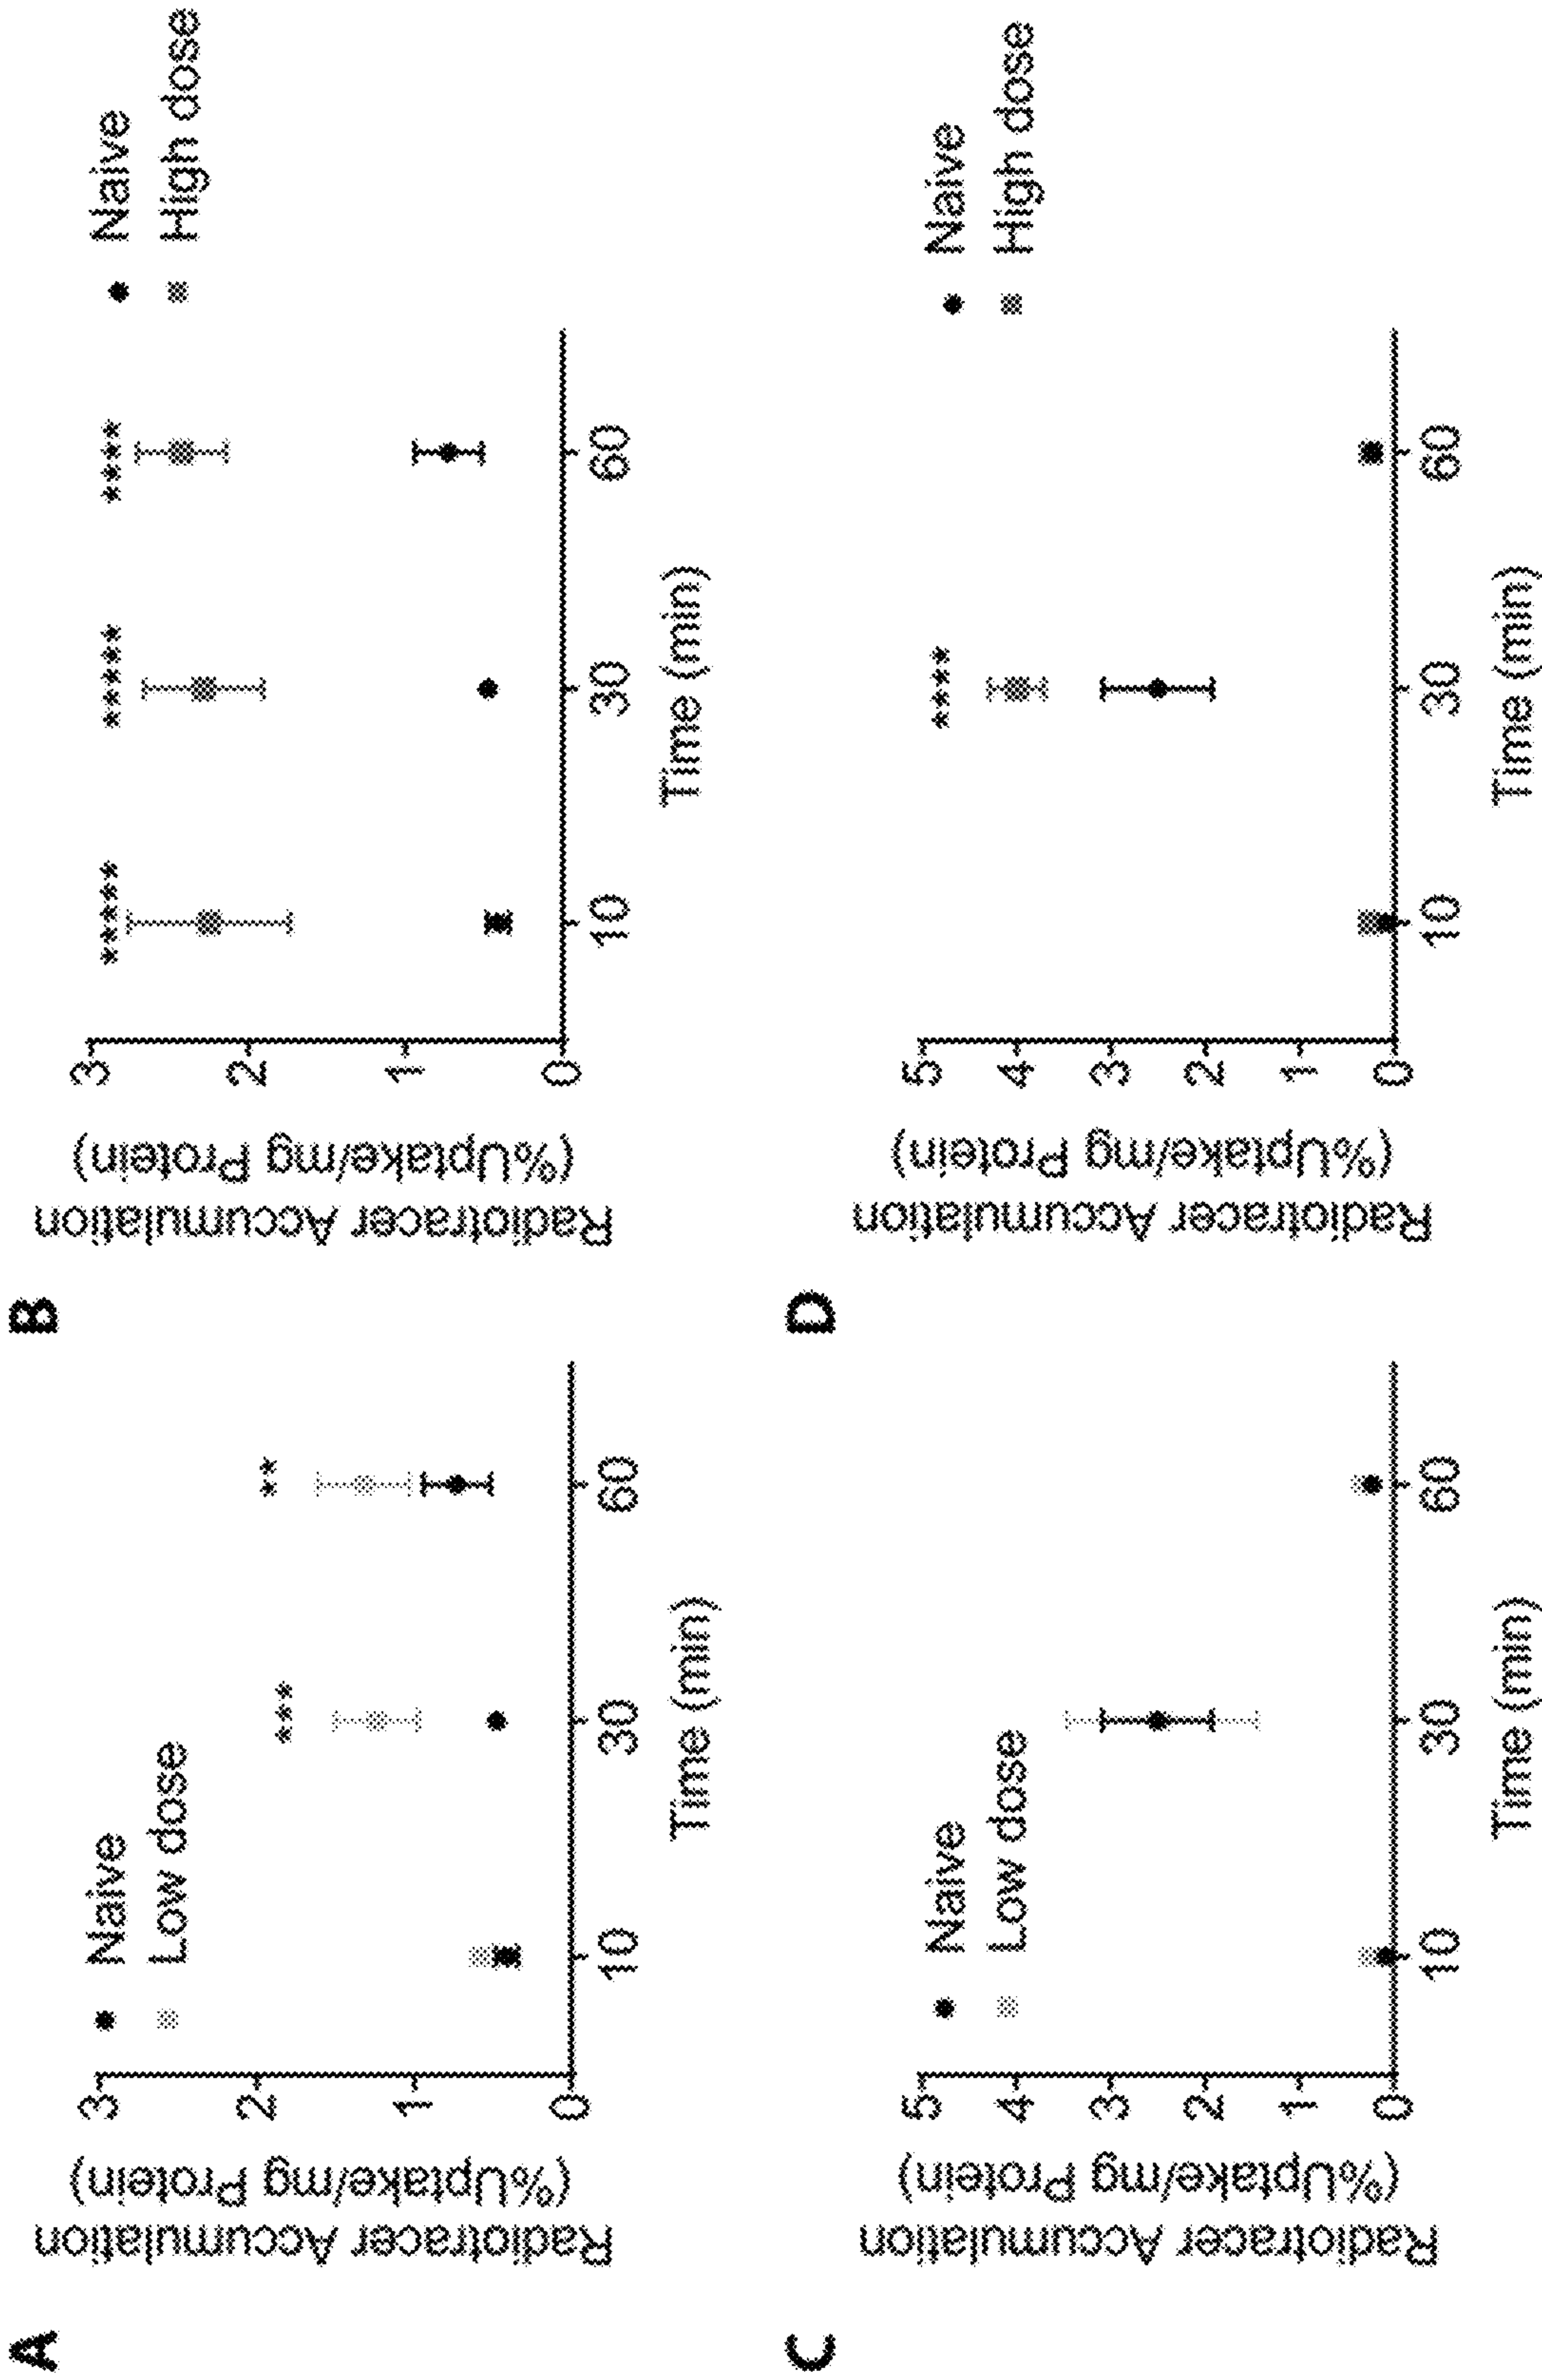 A
Radiotracer Accumulation
(%Uptake/mg Protein)
3
2
1
0
Naive
Low dose
***
**
10
30
60
Time (min)
B
Radiotracer Accumulation
(%Uptake/mg Protein)
3
2
1
0
*****
*****
****
Naive
High dose
10
30
60
Time (min)
C
Radiotracer Accumulation
(%Uptake/mg Protein)
5
4
3
2
1
0
Naive
Low dose
10
30
60
Time (min)
D
Radiotracer Accumulation
(%Uptake/mg Protein)
5
4
3
2
1
0
****
Naive
High dose
10
30
60
Time (min)